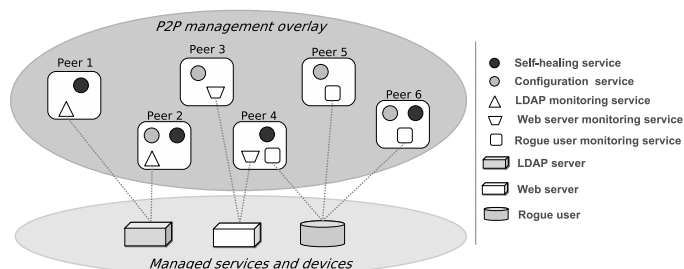 P2P management overlay
Peer 1
Peer 2
Peer 3
Peer 4
Peer 5
Peer 6
Managed services and devices
Self-healing service
Configuration service
LDAP monitoring service
Web server monitoring service
Rogue user monitoring service
LDAP server
Web server
Rogue user